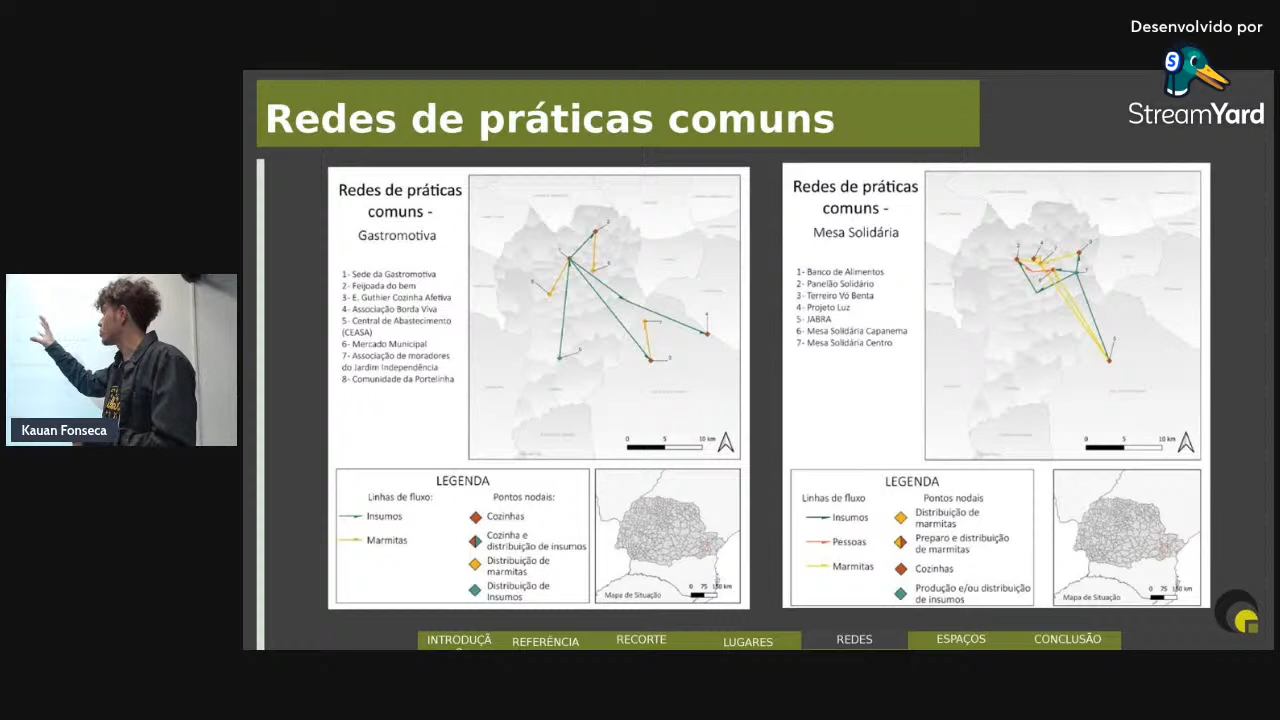 Desenvolvido por
StreamYard
Redes de práticas comuns
Redes de práticas
comuns -
Gastromotiva
1- Sede da Gastromotiva
2- Feijoada do bem
3- E. Guthier Cozinha Afetiva
4- Associação Borda Viva
5- Central de Abastecimento
(CEASA)
6- Mercado Municipal
7- Associação de moradores
do Jardim Independência
8- Comunidade da Portelinha
0 5 10 km
LEGENDA
Linhas de fluxo:
Insumos
Marmitas
Pontos nodais:
Cozinhas
Cozinha e
distribuição de insumos
Distribuição de
marmitas
Distribuição de
Insumos
0 75 150 km
Mapa de Situação
Redes de práticas
comuns -
Mesa Solidária
1- Banco de Alimentos
2- Panelão Solidário
3- Terreiro Vó Benta
4- Projeto Luz
5- JABRA
6- Mesa Solidária Capanema
7- Mesa Solidária Centro
0 5 10 km
LEGENDA
Linhas de fluxo
Insumos
Pessoas
Marmitas
Pontos nodais
Distribuição de
marmitas
Preparo e distribuição
de marmitas
Cozinhas
Produção e/ou distribuição
de insumos
0 75 150 km
Mapa de Situação
Kauan Fonseca
INTRODUÇÃ
REFERÊNCIA
RECORTE
LUGARES
REDES
ESPAÇOS
CONCLUSÃO